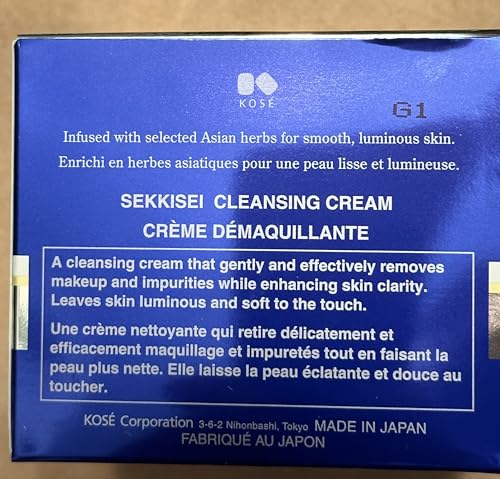 KOSÉ
G1
Infused with selected Asian herbs for smooth, luminous skin.
Enrichi en herbes asiatiques pour une peau lisse et lumineuse.
SEKKISEI CLEANSING CREAM
CRÈME DÉMAQUILLANTE
A cleansing cream that gently and effectively removes
makeup and impurities while enhancing skin clarity.
Leaves skin luminous and soft to the touch.
Une crème nettoyante qui retire délicatement et
efficacement maquillage et impuretés tout en faisant la
peau plus nette. Elle laisse la peau éclatante et douce au
toucher.
KOSÉ Corporation 3-6-2 Nihonbashi, Tokyo MADE IN JAPAN
FABRIQUÉ AU JAPON